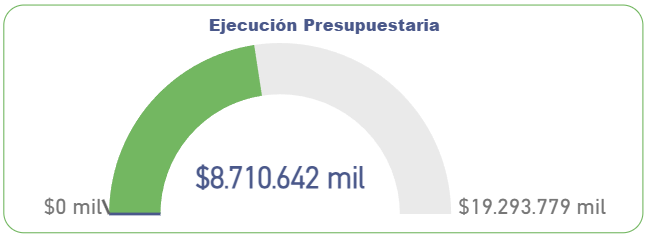 Ejecución Presupuestaria
$8.710.642 mil
$0 mil
$19.293.779 mil